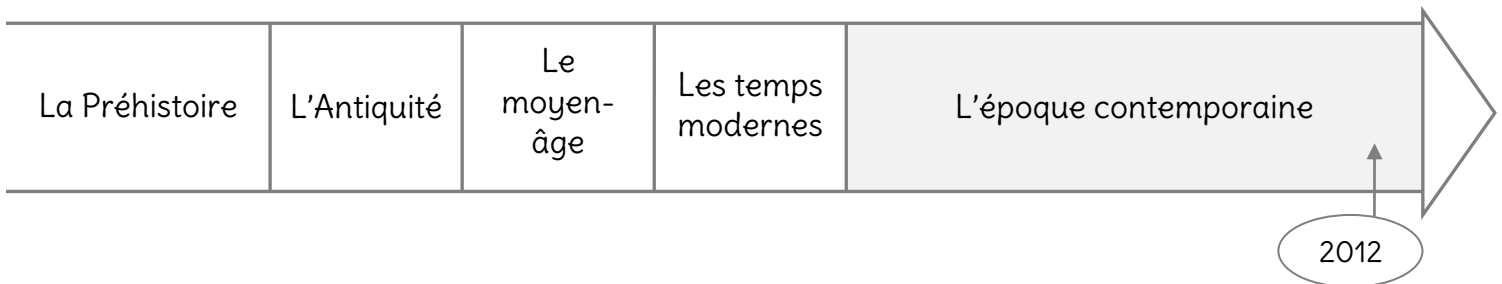 La Préhistoire
L'Antiquité
Le
moyen-
âge
Les temps
modernes
L'époque contemporaine
2012